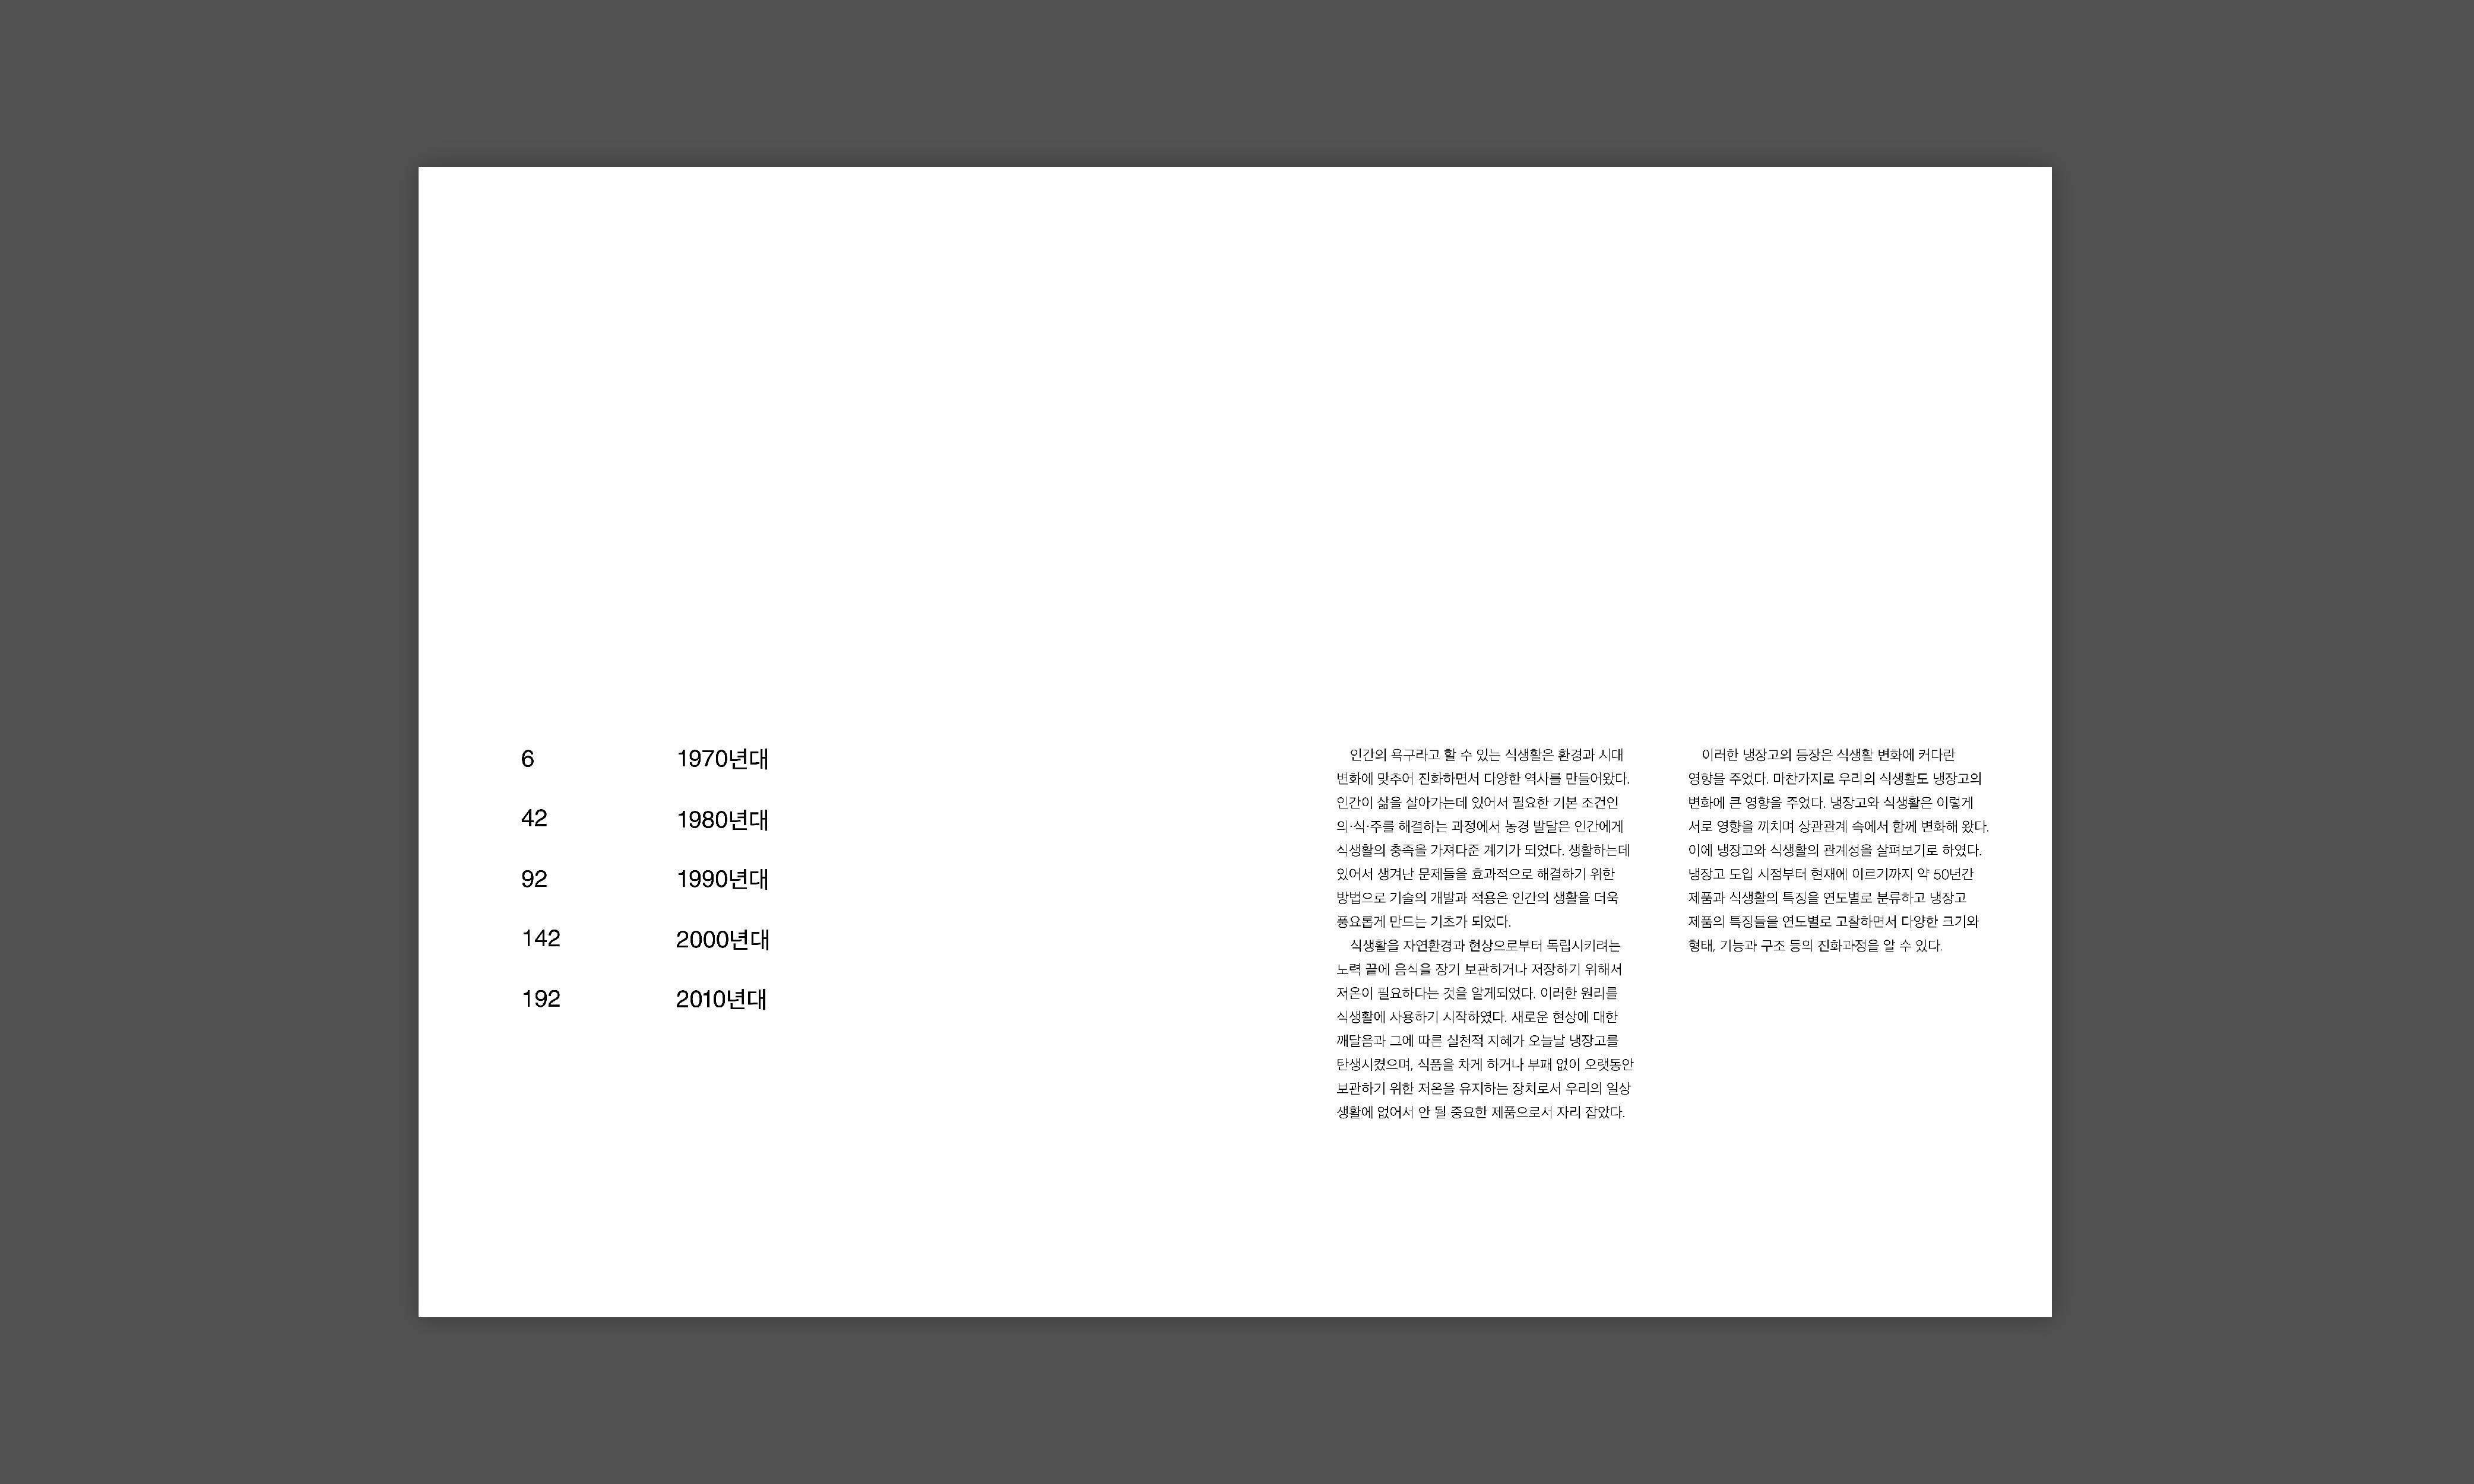 6 1970년대
42 1980년대
92 1990년대
142 2000년대
192 2010년대
인간의 욕구라고 할 수 있는 식생활은 환경과 시대
변화에 맞추어 진화하면서 다양한 역사를 만들어왔다.
인간이 삶을 살아가는데 있어서 필요한 기본 조건인
의·식·주를 해결하는 과정에서 농경 발달은 인간에게
식생활의 충족을 가져다준 계기가 되었다. 생활하는데
있어서 생겨난 문제들을 효과적으로 해결하기 위한
방법으로 기술의 개발과 적용은 인간의 생활을 더욱
풍요롭게 만드는 기초가 되었다.
식생활을 자연환경과 현상으로부터 독립시키려는
노력 끝에 음식을 장기 보관하거나 저장하기 위해서
저온이 필요하다는 것을 알게되었다. 이러한 원리를
식생활에 사용하기 시작하였다. 새로운 현상에 대한
깨달음과 그에 따른 실천적 지혜가 오늘날 냉장고를
탄생시켰으며, 식품을 차게 하거나 부패 없이 오랫동안
보관하기 위한 저온을 유지하는 장치로서 우리의 일상
생활에 없어서 안 될 중요한 제품으로서 자리 잡았다.
이러한 냉장고의 등장은 식생활 변화에 커다란
영향을 주었다. 마찬가지로 우리의 식생활도 냉장고의
변화에 큰 영향을 주었다. 냉장고와 식생활은 이렇게
서로 영향을 끼치며 상관관계 속에서 함께 변화해 왔다.
이에 냉장고와 식생활의 관계성을 살펴보기로 하였다.
냉장고 도입 시점부터 현재에 이르기까지 약 50년간
제품과 식생활의 특징을 연도별로 분류하고 냉장고
제품의 특징들을 연도별로 고찰하면서 다양한 크기와
형태, 기능과 구조 등의 진화과정을 알 수 있다.